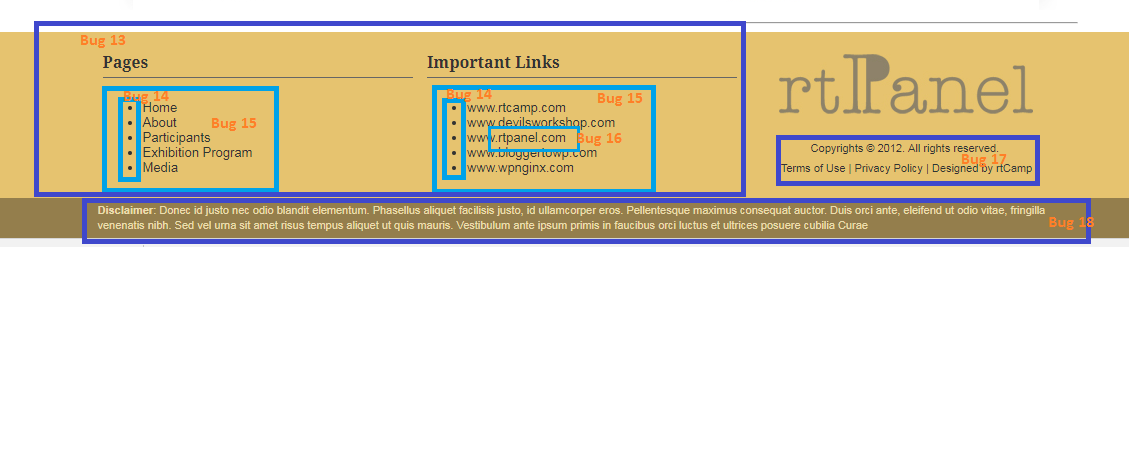 Bug 13
Pages
Bug 14
Home
About
Bug 15
Participants
Exhibition Program
Media
Important Links
Bug 14
Bug 15
www.rtcamp.com
www.devilsworkshop.com
www.rtpanel.com
Bug 16
www.bloggertowp.com
www.wpnginx.com
rtPanel
Copyrights © 2012. All rights reserved.
Bug 17
Terms of Use | Privacy Policy | Designed by rtCamp
Disclaimer: Donec id justo nec odio blandit elementum. Phasellus aliquet facilisis justo, id ullamcorper eros. Pellentesque maximus consequat auctor. Duis orci ante, eleifend ut odio vitae, fringilla
venenatis nibh. Sed vel urna sit amet risus tempus aliquet ut quis mauris. Vestibulum ante ipsum primis in faucibus orci luctus et ultrices posuere cubilia Curae
Bug 18